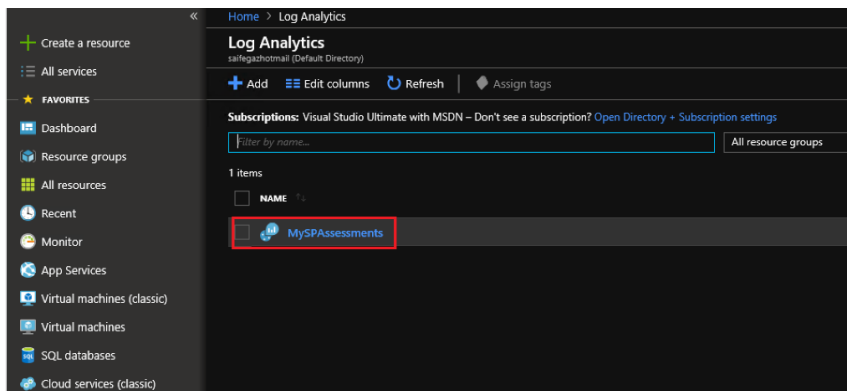 «
Create a resource
All services
FAVORITES
Dashboard
Resource groups
All resources
Recent
Monitor
App Services
Virtual machines (classic)
Virtual machines
SQL databases
Cloud services (classic)
Home > Log Analytics
Log Analytics
saifegazhotmail (Default Directory)
Add Edit columns Refresh Assign tags
Subscriptions: Visual Studio Ultimate with MSDN – Don't see a subscription? Open Directory + Subscription settings
Filter by name... All resource groups
1 items
NAME ↑↓
MySPAssessments